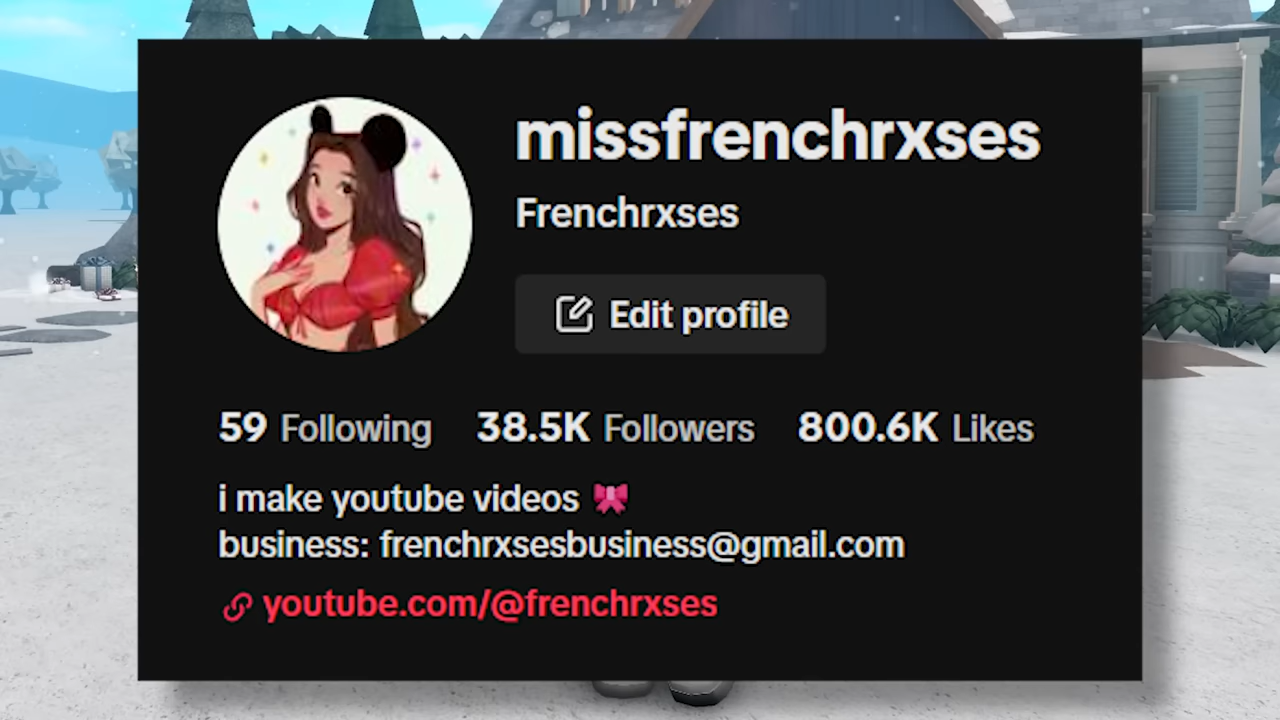 missfrenchrxses
Frenchrxses
Edit profile
59 Following 38.5K Followers 800.6K Likes
i make youtube videos 🎀
business: frenchrxsesbusiness@gmail.com
youtube.com/@frenchrxses